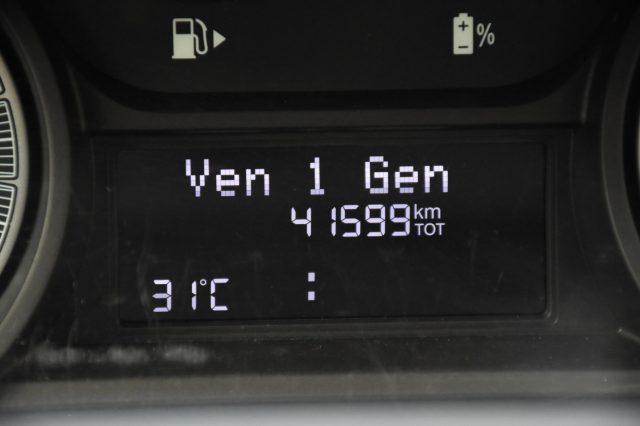 %
Ven 1 Gen
41599 km TOT
31°C :